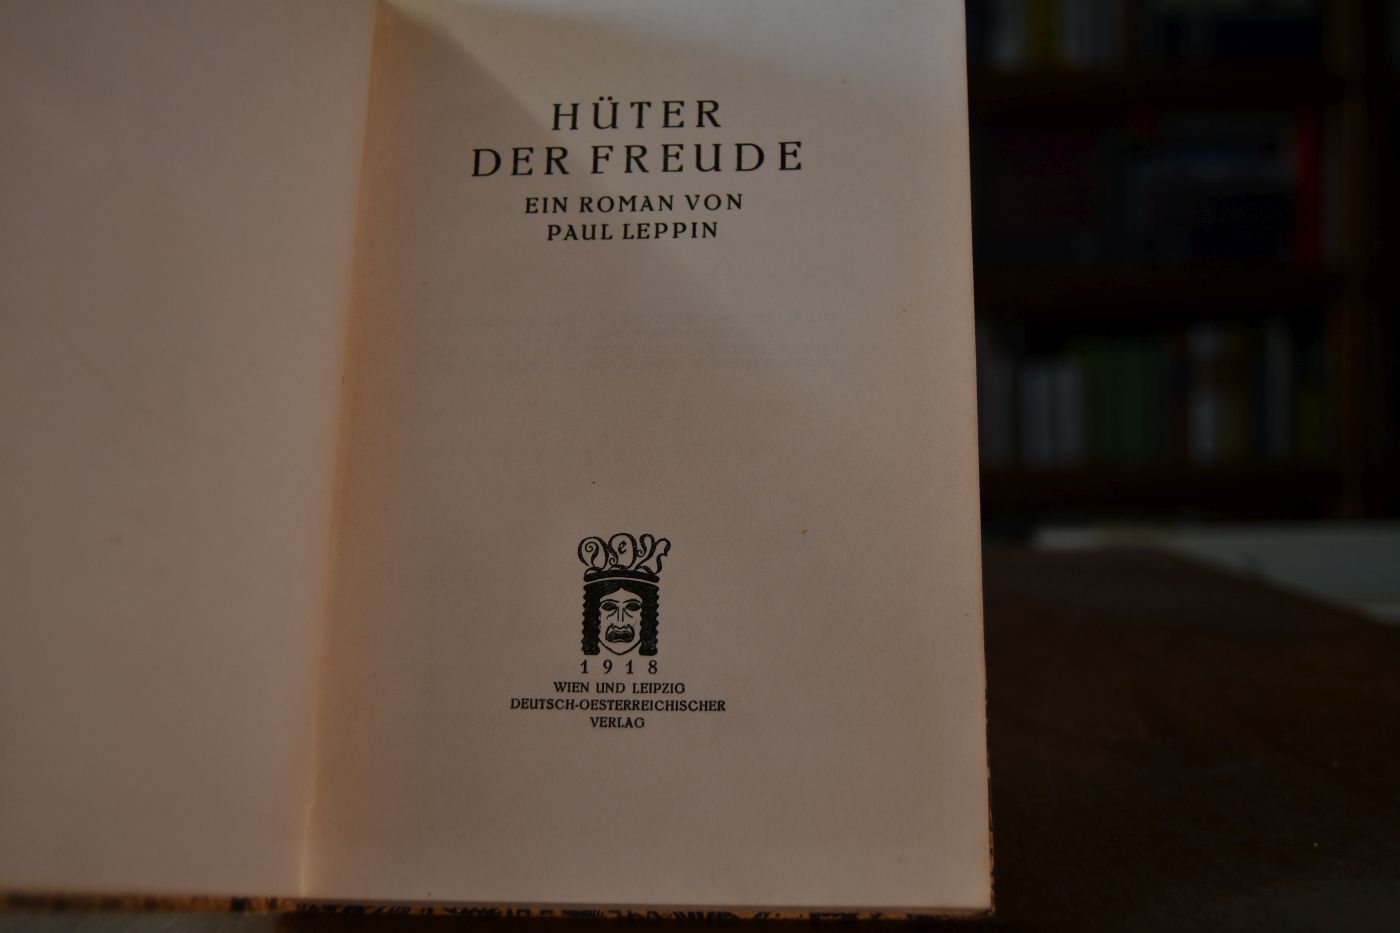 HÜTER
DER FREUDE
EIN ROMAN VON
PAUL LEPPIN
1918
WIEN UND LEIPZIG
DEUTSCH-OESTERREICHISCHER
VERLAG